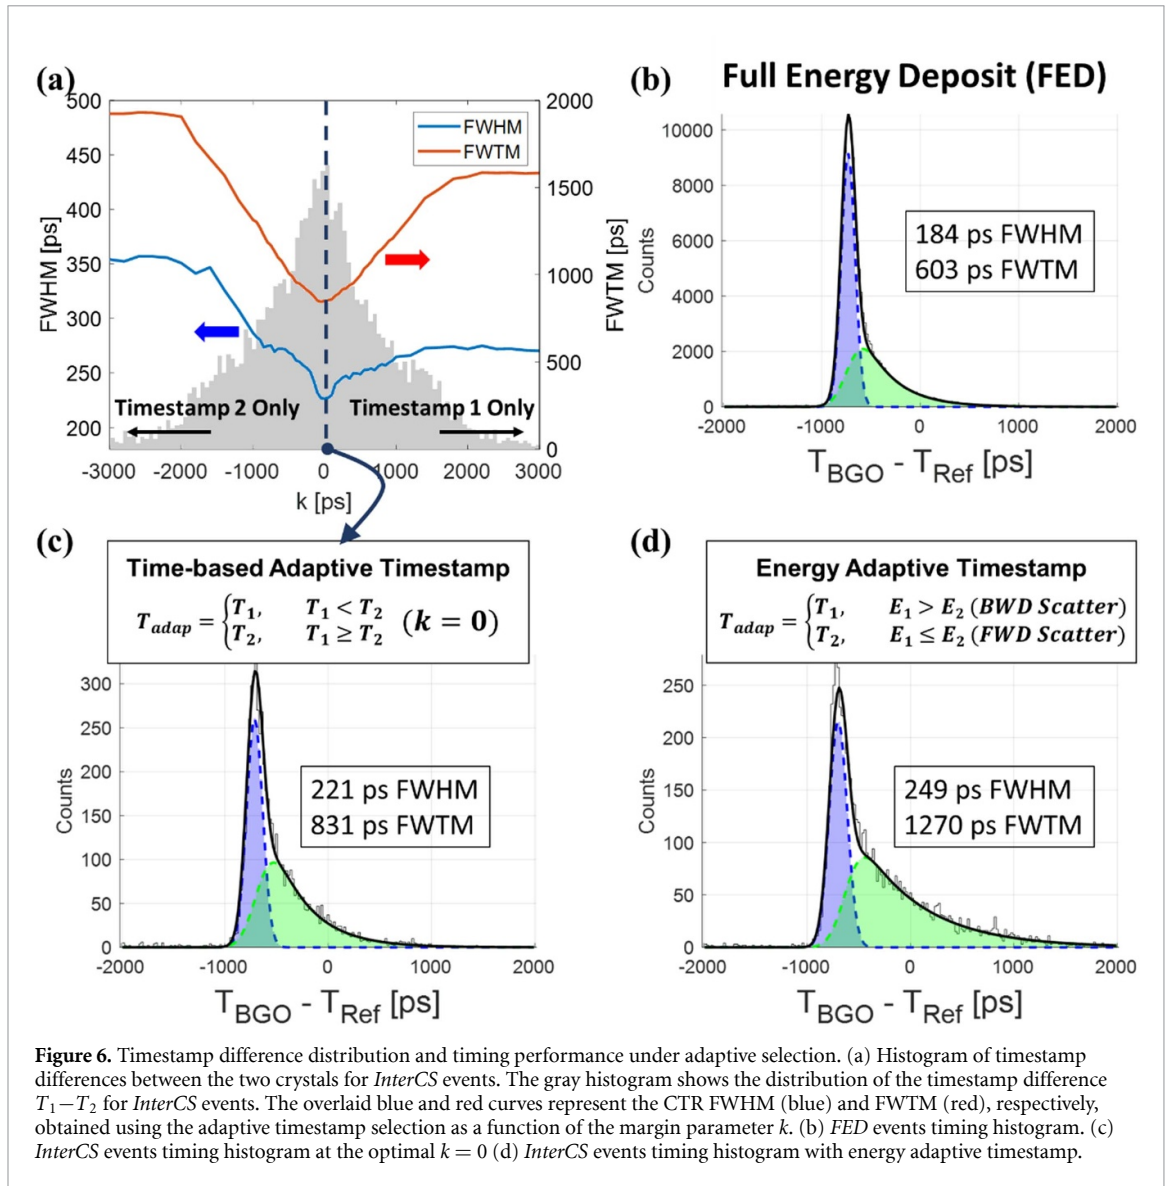 (a)
500
450
400
350
300
250
200
FWHM [ps]
2000
1500
1000
500
0
FWTM [ps]
FWHM
FWTM
Timestamp 2 Only
Timestamp 1 Only
-3000 -2000 -1000 0 1000 2000 3000
k [ps]
(b)
Full Energy Deposit (FED)
10000
8000
6000
4000
2000
0
Counts
184 ps FWHM
603 ps FWTM
-2000 -1000 0 1000 2000
T_BGO - T_Ref [ps]
(c)
Time-based Adaptive Timestamp
T_adap = { T_1, T_1 < T_2
T_2, T_1 ≥ T_2 (k = 0)
300
250
200
150
100
50
0
Counts
221 ps FWHM
831 ps FWTM
-2000 -1000 0 1000 2000
T_BGO - T_Ref [ps]
(d)
Energy Adaptive Timestamp
T_adap = { T_1, E_1 > E_2 (BWD Scatter)
T_2, E_1 ≤ E_2 (FWD Scatter)
250
200
150
100
50
0
Counts
249 ps FWHM
1270 ps FWTM
-2000 -1000 0 1000 2000
T_BGO - T_Ref [ps]
Figure 6. Timestamp difference distribution and timing performance under adaptive selection. (a) Histogram of timestamp
differences between the two crystals for InterCS events. The gray histogram shows the distribution of the timestamp difference
T_1−T_2 for InterCS events. The overlaid blue and red curves represent the CTR FWHM (blue) and FWTM (red), respectively,
obtained using the adaptive timestamp selection as a function of the margin parameter k. (b) FED events timing histogram. (c)
InterCS events timing histogram at the optimal k = 0 (d) InterCS events timing histogram with energy adaptive timestamp.